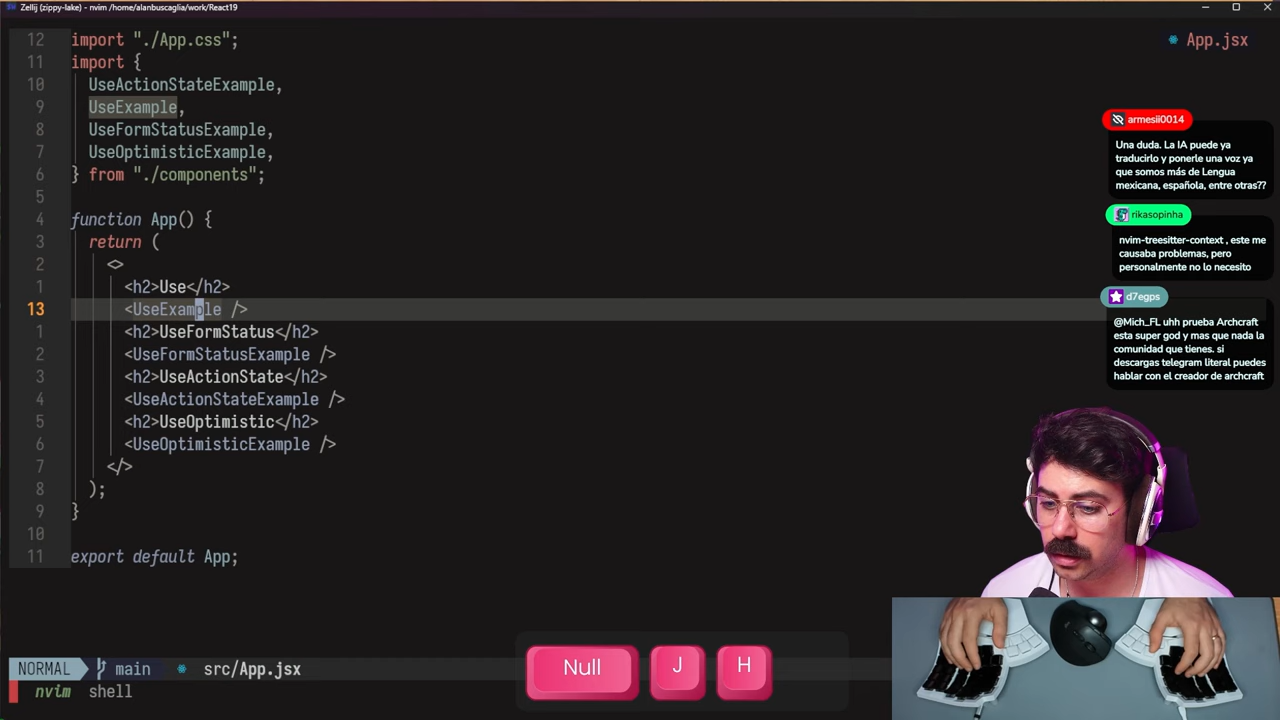 Zellij (zippy-lake) - nvim /home/alanbuscaglia/work/React19
App.jsx
12 import "./App.css";
11 import {
10 UseActionStateExample,
9 UseExample,
8 UseFormStatusExample,
7 UseOptimisticExample,
6 } from "./components";
5
4 function App() {
3 return (
2 <>
1 <h2>Use</h2>
13 <UseExample />
1 <h2>UseFormStatus</h2>
2 <UseFormStatusExample />
3 <h2>UseActionState</h2>
4 <UseActionStateExample />
5 <h2>UseOptimistic</h2>
6 <UseOptimisticExample />
7 </>
8 );
9 }
10
11 export default App;
armesii0014
Una duda. La IA puede ya
traducirlo y ponerle una voz ya
que somos más de Lengua
mexicana, española, entre otras??
rikasopinha
nvim-treesitter-context , este me
causaba problemas, pero
personalmente no lo necesito
d7egps
@Mich_FL uhh prueba Archcraft
esta super god y mas que nada la
comunidad que tienes. si
descargas telegram literal puedes
hablar con el creador de archcraft
Null J H
NORMAL main src/App.jsx
nvim shell